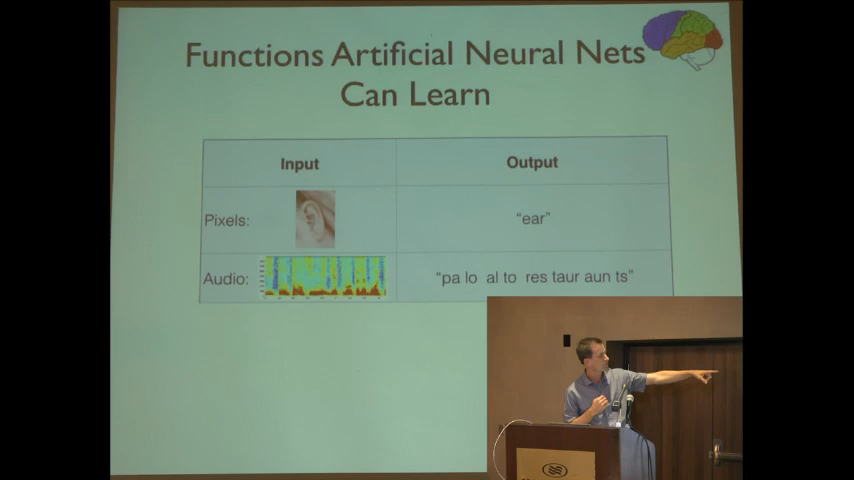 Functions Artificial Neural Nets
Can Learn
Input Output
Pixels: "ear"
Audio: "pa lo al to res taur aun ts"